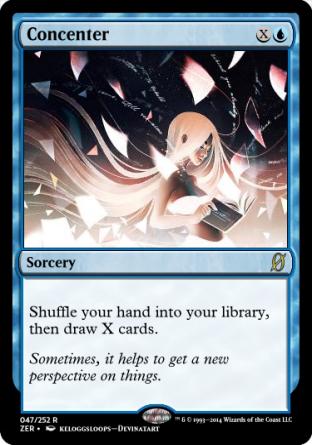 Concenter X
Sorcery
Shuffle your hand into your library,
then draw X cards.
Sometimes, it helps to get a new
perspective on things.
047/252 R
ZER • KELOGGSLOOPS—DEVINATART
™ & © 1993–2014 Wizards of the Coast LLC